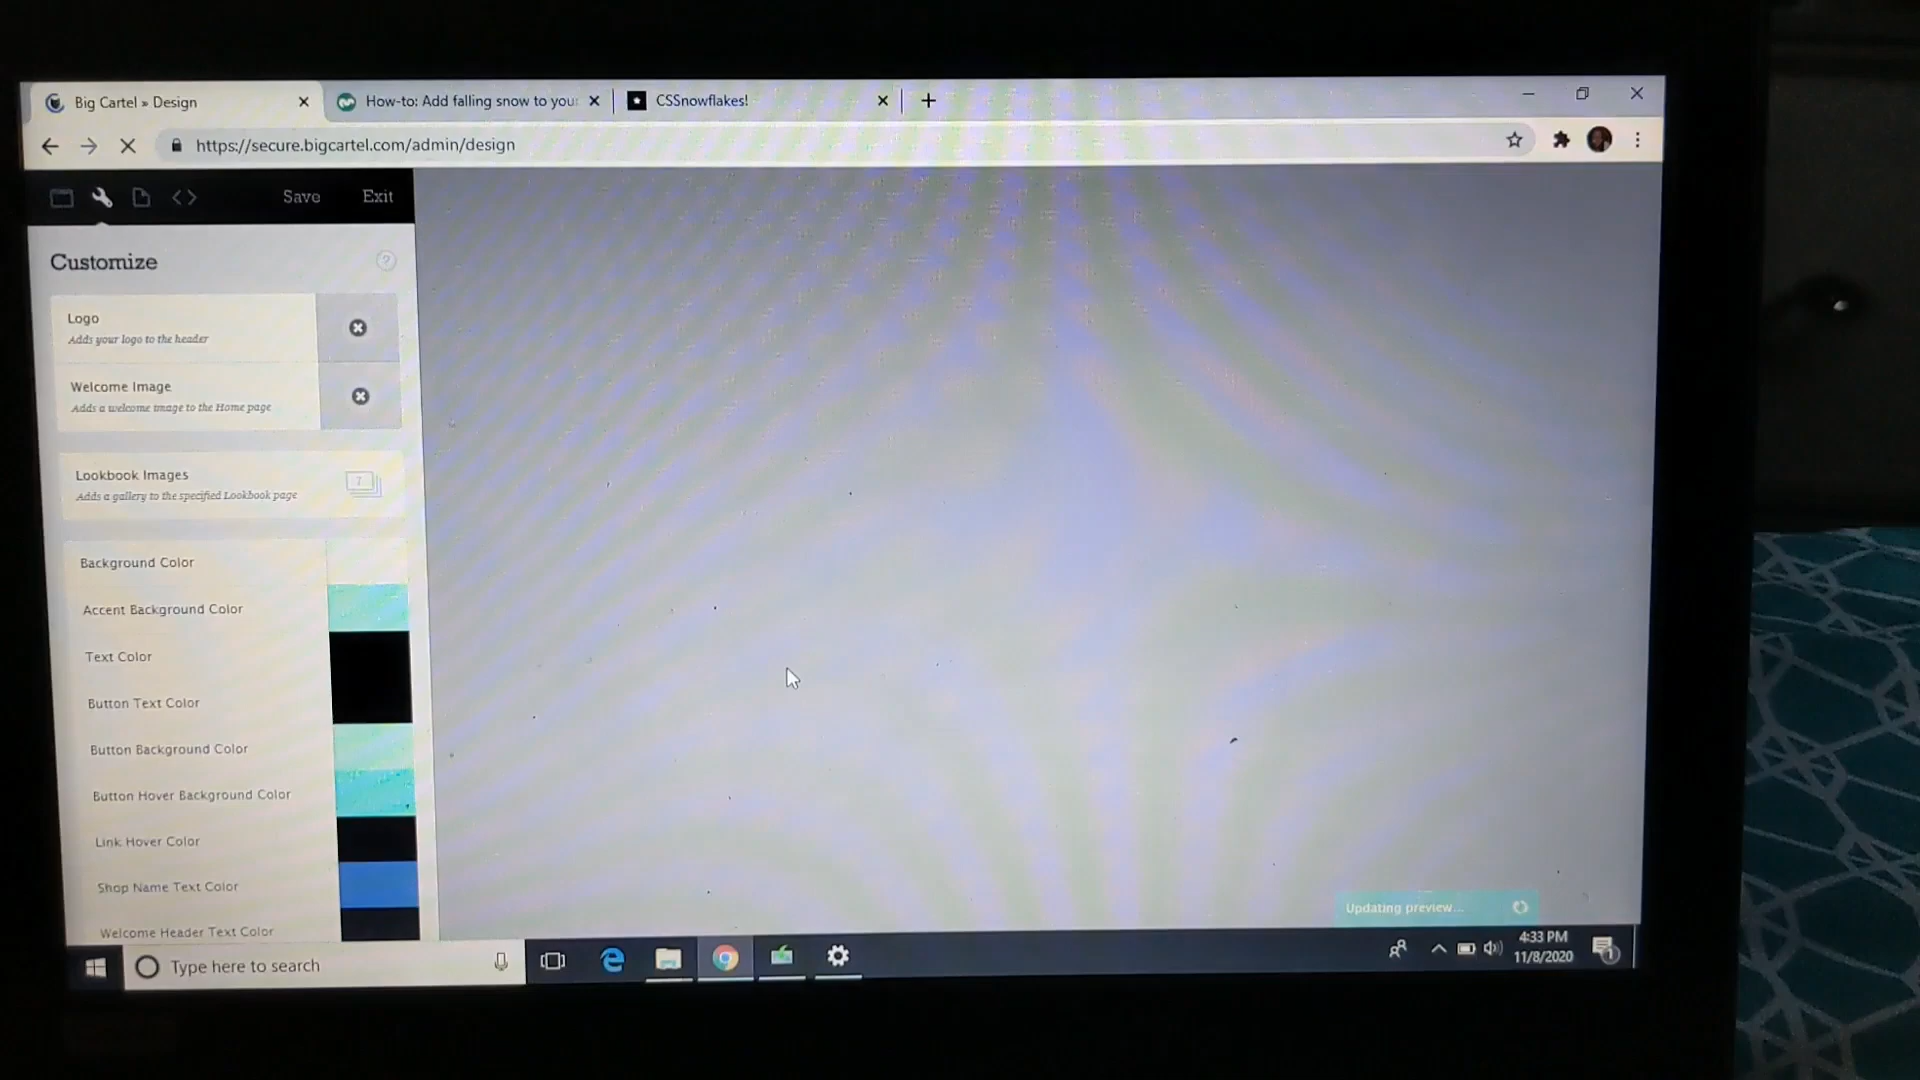 Big Cartel » Design
How-to: Add falling snow to your
CSSnowflakes!
https://secure.bigcartel.com/admin/design
Save
Exit
Customize
?
Logo
Adds your logo to the header
Welcome Image
Adds a welcome image to the Home page
Lookbook Images
Adds a gallery to the specified Lookbook page
7
Background Color
Accent Background Color
Text Color
Button Text Color
Button Background Color
Button Hover Background Color
Link Hover Color
Shop Name Text Color
Welcome Header Text Color
Updating preview...
Type here to search
4:33 PM
11/8/2020
1